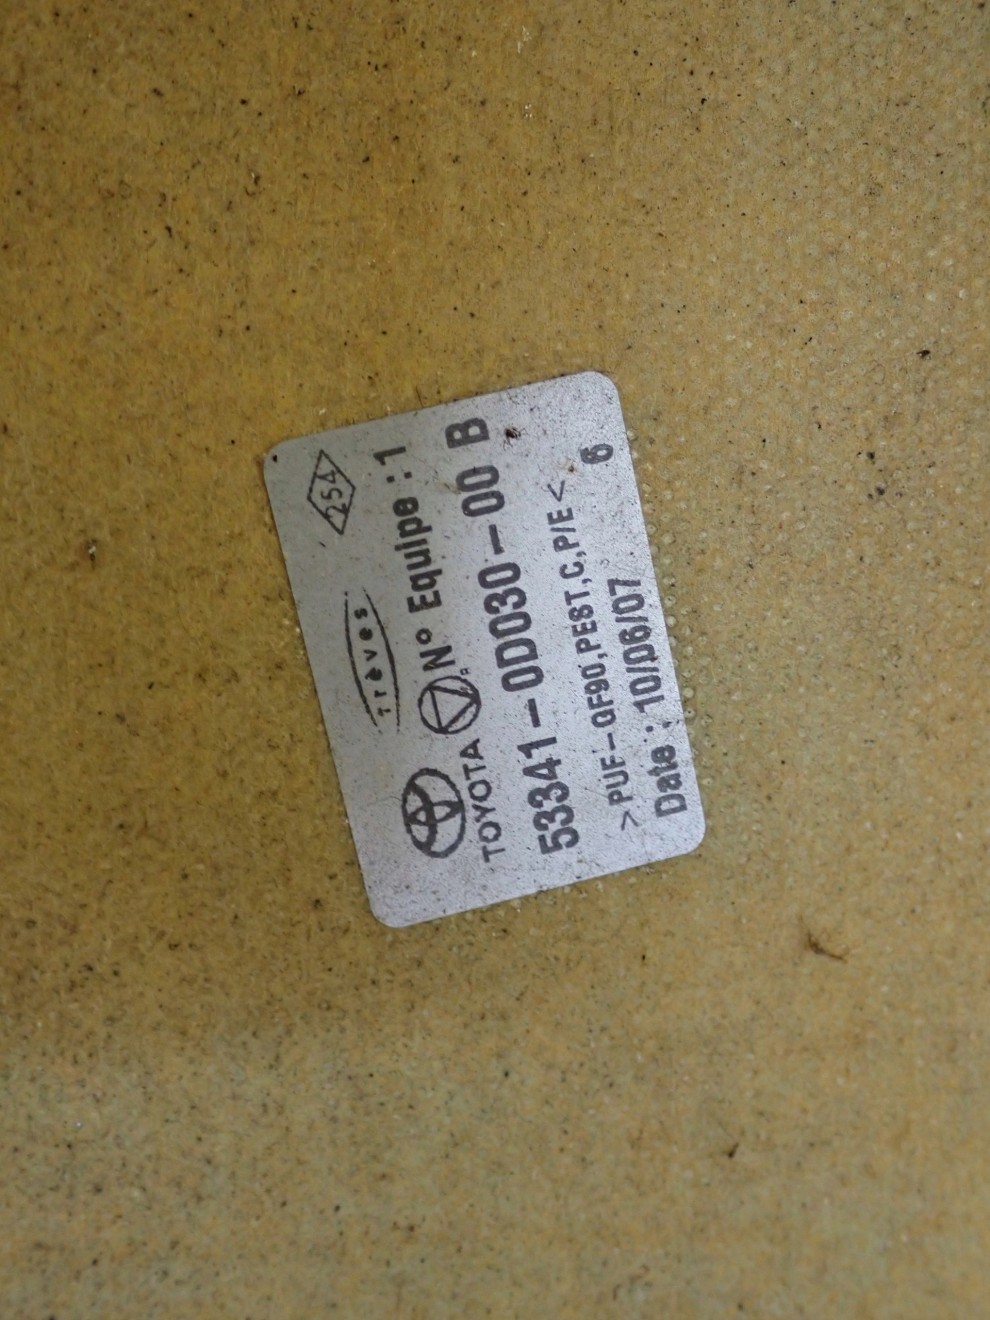 Trèves 254
TOYOTA N° Equipe : 1
53341-0D030-00 B
>PUF-GF90,PEST,C,P/E<
Date : 10/06/07 6